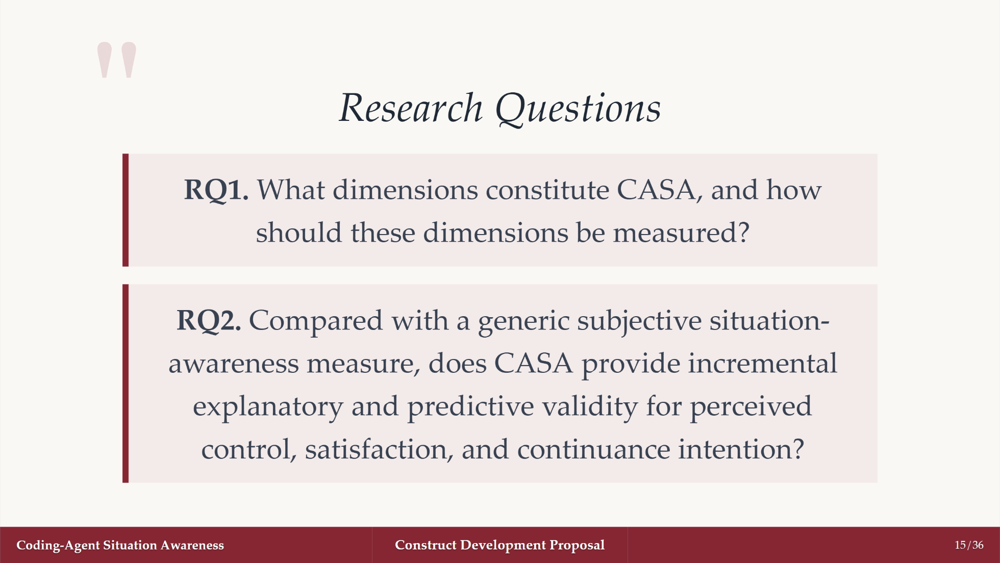 "
Research Questions
RQ1. What dimensions constitute CASA, and how
should these dimensions be measured?
RQ2. Compared with a generic subjective situation-
awareness measure, does CASA provide incremental
explanatory and predictive validity for perceived
control, satisfaction, and continuance intention?
Coding-Agent Situation Awareness
Construct Development Proposal
15/36